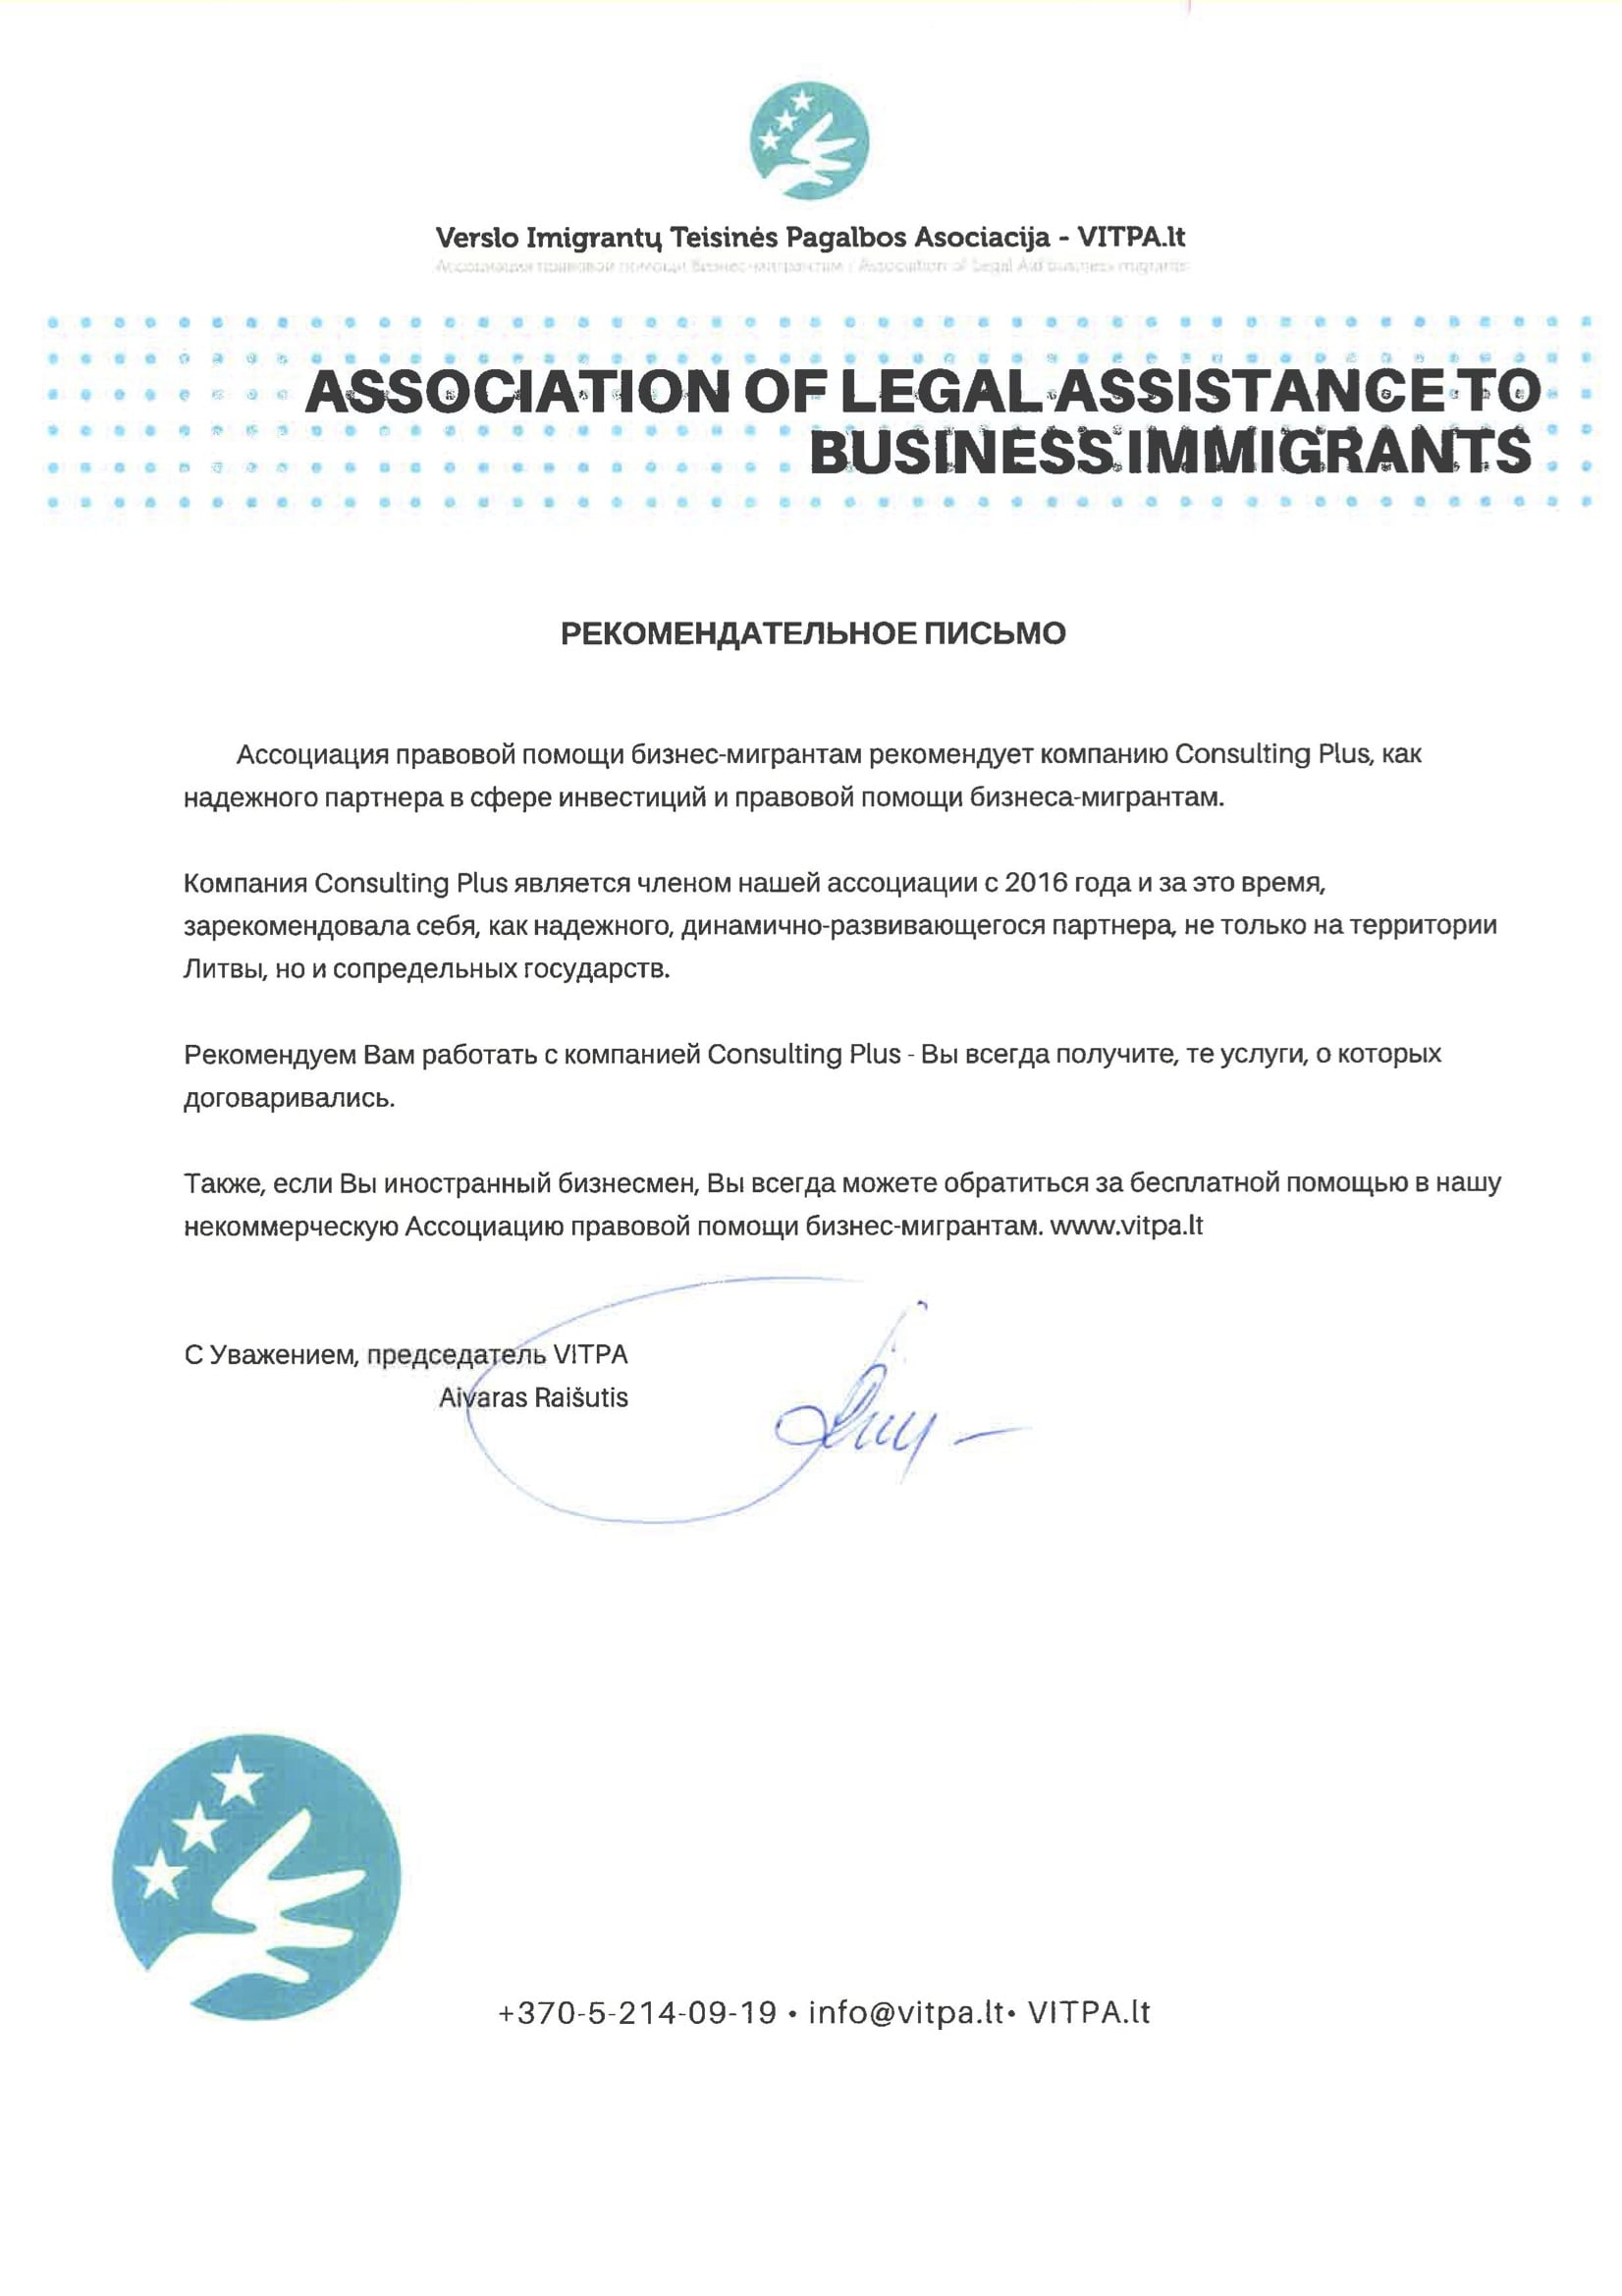 Verslo Imigrantų Teisinės Pagalbos Asociacija - VITPA.lt
Ассоциация правовой помощи Бизнес-мигрантам / Association of Legal Aid business migrants
ASSOCIATION OF LEGAL ASSISTANCE TO
BUSINESS IMMIGRANTS
РЕКОМЕНДАТЕЛЬНОЕ ПИСЬМО
Ассоциация правовой помощи бизнес-мигрантам рекомендует компанию Consulting Plus, как
надежного партнера в сфере инвестиций и правовой помощи бизнеса-мигрантам.
Компания Consulting Plus является членом нашей ассоциации с 2016 года и за это время,
зарекомендовала себя, как надежного, динамично-развивающегося партнера, не только на территории
Литвы, но и сопредельных государств.
Рекомендуем Вам работать с компанией Consulting Plus - Вы всегда получите, те услуги, о которых
договаривались.
Также, если Вы иностранный бизнесмен, Вы всегда можете обратиться за бесплатной помощью в нашу
некоммерческую Ассоциацию правовой помощи бизнес-мигрантам. www.vitpa.lt
С Уважением, председатель VITPA
Aivaras Raišutis
+370-5-214-09-19 • info@vitpa.lt• VITPA.lt